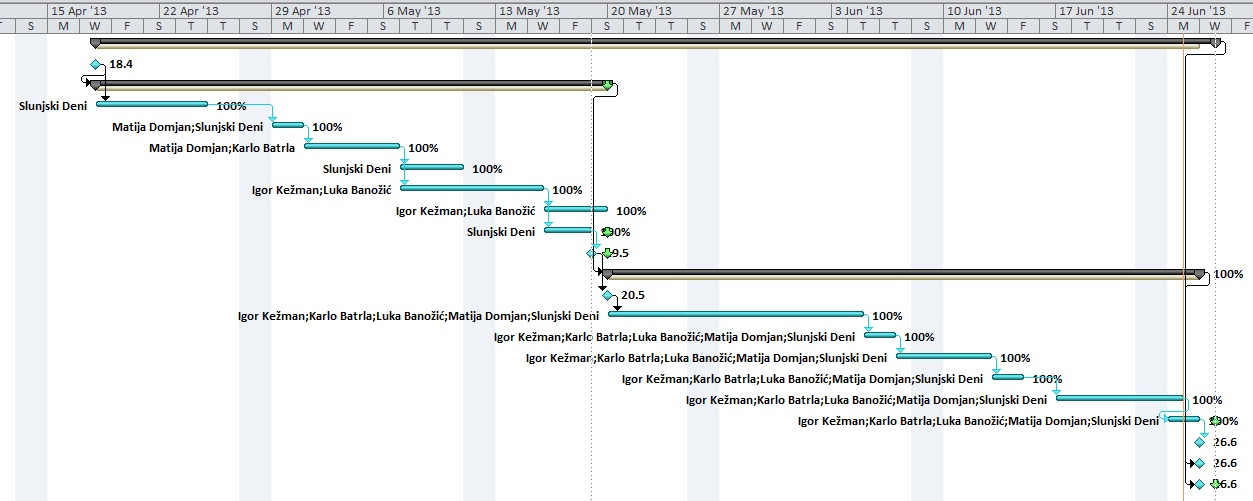 15 Apr '13 22 Apr '13 29 Apr '13 6 May '13 13 May '13 20 May '13 27 May '13 3 Jun '13 10 Jun '13 17 Jun '13 24 Jun '13
S M W F S T T S M W F S T T S M W F S T T S M W F S T T S M W F S T T S M W F
18.4
Slunjski Deni 100%
Matija Domjan;Slunjski Deni 100%
Matija Domjan;Karlo Batrla 100%
Slunjski Deni 100%
Igor Kežman;Luka Banožić 100%
Igor Kežman;Luka Banožić 100%
Slunjski Deni 100%
9.5
100%
20.5
Igor Kežman;Karlo Batrla;Luka Banožić;Matija Domjan;Slunjski Deni 100%
Igor Kežman;Karlo Batrla;Luka Banožić;Matija Domjan;Slunjski Deni 100%
Igor Kežman;Karlo Batrla;Luka Banožić;Matija Domjan;Slunjski Deni 100%
Igor Kežman;Karlo Batrla;Luka Banožić;Matija Domjan;Slunjski Deni 100%
Igor Kežman;Karlo Batrla;Luka Banožić;Matija Domjan;Slunjski Deni 100%
Igor Kežman;Karlo Batrla;Luka Banožić;Matija Domjan;Slunjski Deni 100%
26.6
26.6
26.6